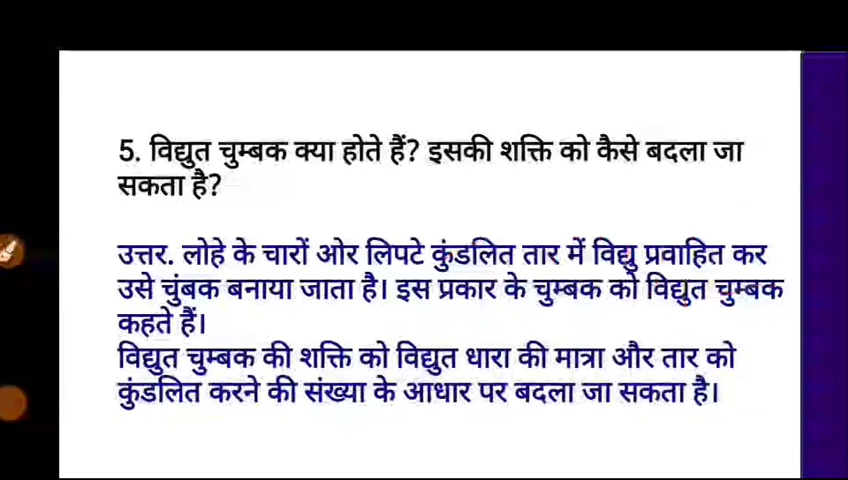 5. विद्युत चुम्बक क्या होते हैं? इसकी शक्ति को कैसे बदला जा
सकता है?
उत्तर. लोहे के चारों ओर लिपटे कुंडलित तार में विद्यु प्रवाहित कर
उसे चुंबक बनाया जाता है। इस प्रकार के चुम्बक को विद्युत चुम्बक
कहते हैं।
विद्युत चुम्बक की शक्ति को विद्युत धारा की मात्रा और तार को
कुंडलित करने की संख्या के आधार पर बदला जा सकता है।